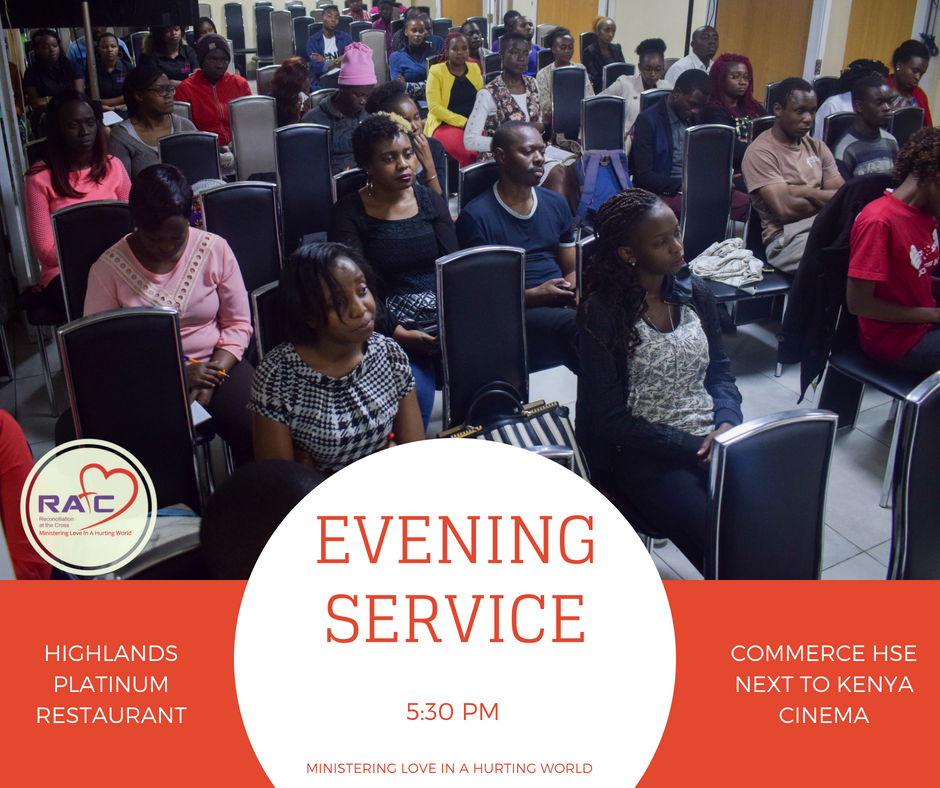 RATC
Reconciliation
at the Cross
Ministering Love In A Hurting World
EVENING
SERVICE
5:30 PM
MINISTERING LOVE IN A HURTING WORLD
HIGHLANDS
PLATINUM
RESTAURANT
COMMERCE HSE
NEXT TO KENYA
CINEMA